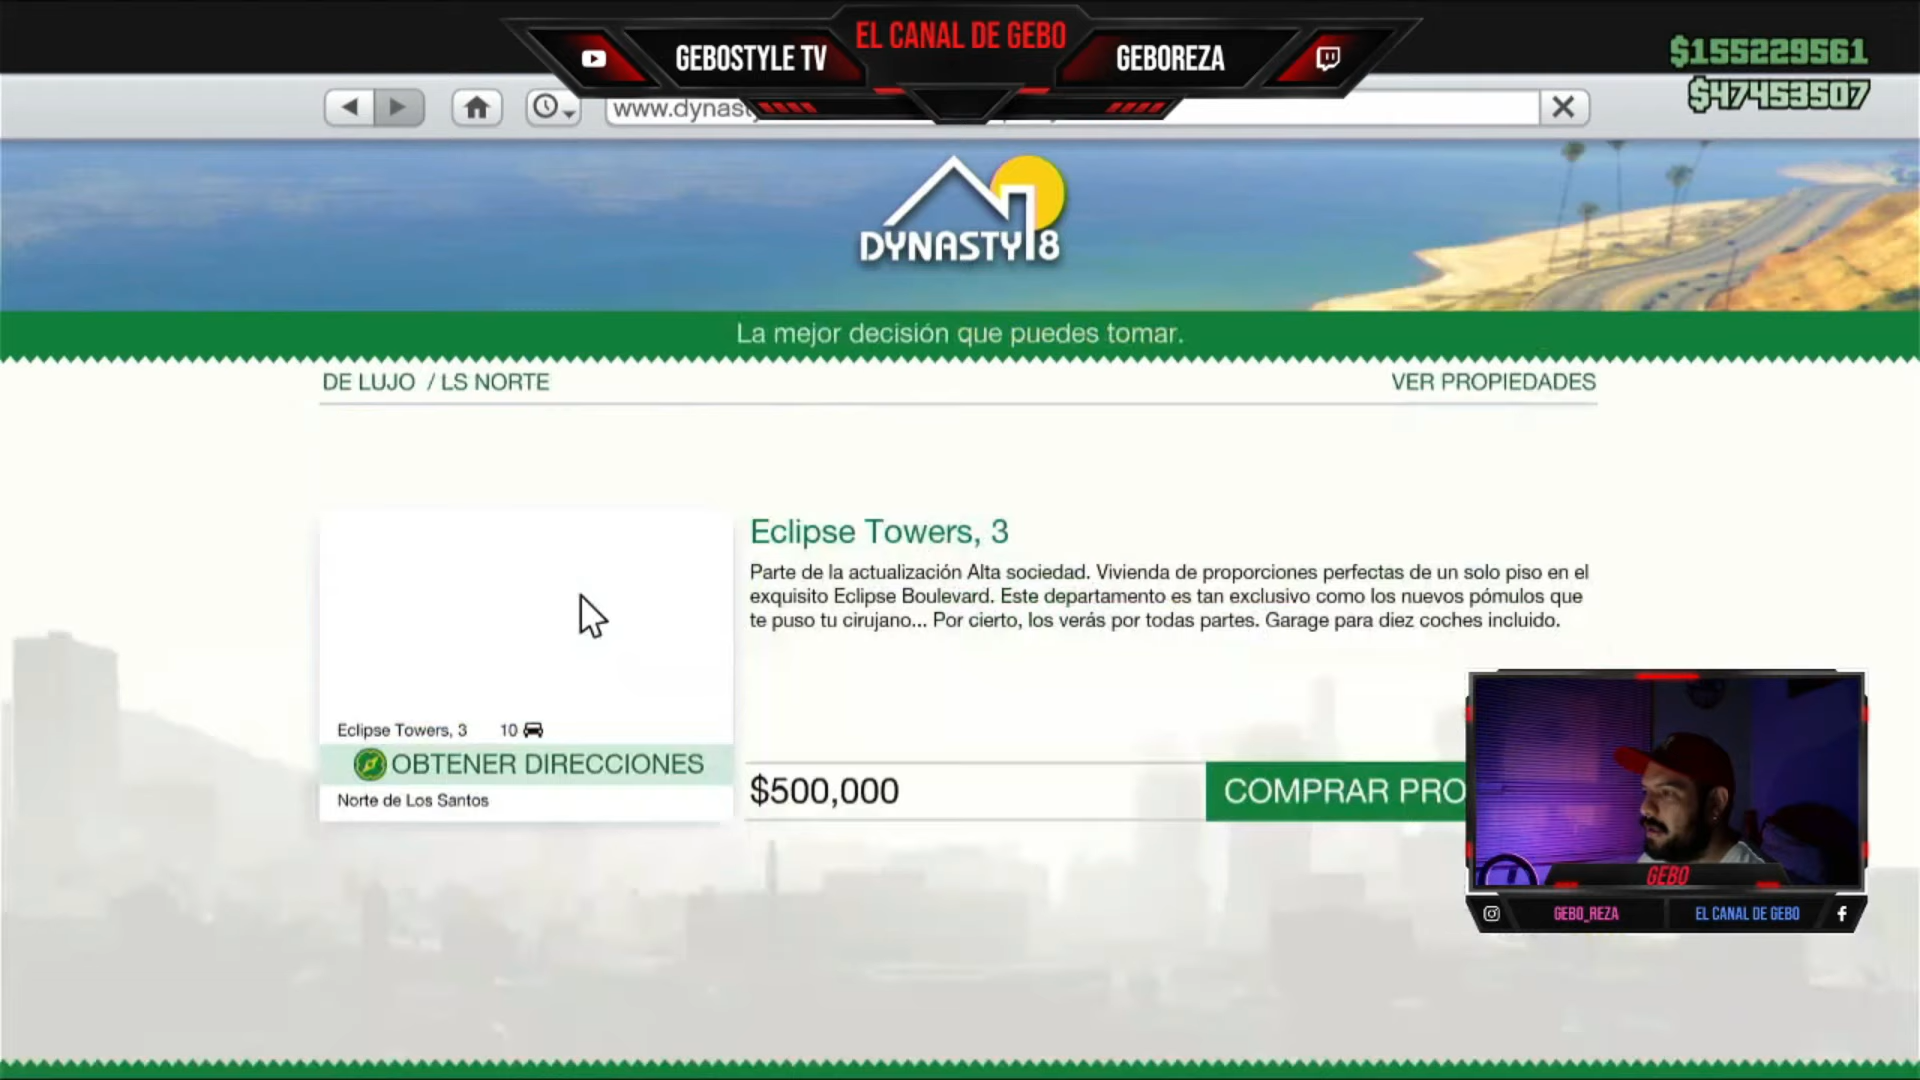 EL CANAL DE GEBO
GEBOSTYLE TV
GEBOREZA
$155229561
$47453507
www.dynasty
DYNASTY8
La mejor decisión que puedes tomar.
DE LUJO / LS NORTE
VER PROPIEDADES
Eclipse Towers, 3
Parte de la actualización Alta sociedad. Vivienda de proporciones perfectas de un solo piso en el
exquisito Eclipse Boulevard. Este departamento es tan exclusivo como los nuevos pómulos que
te puso tu cirujano... Por cierto, los verás por todas partes. Garage para diez coches incluido.
Eclipse Towers, 3 10
OBTENER DIRECCIONES
Norte de Los Santos
$500,000
COMPRAR PRO
GEBO
GEBO_REZA
EL CANAL DE GEBO